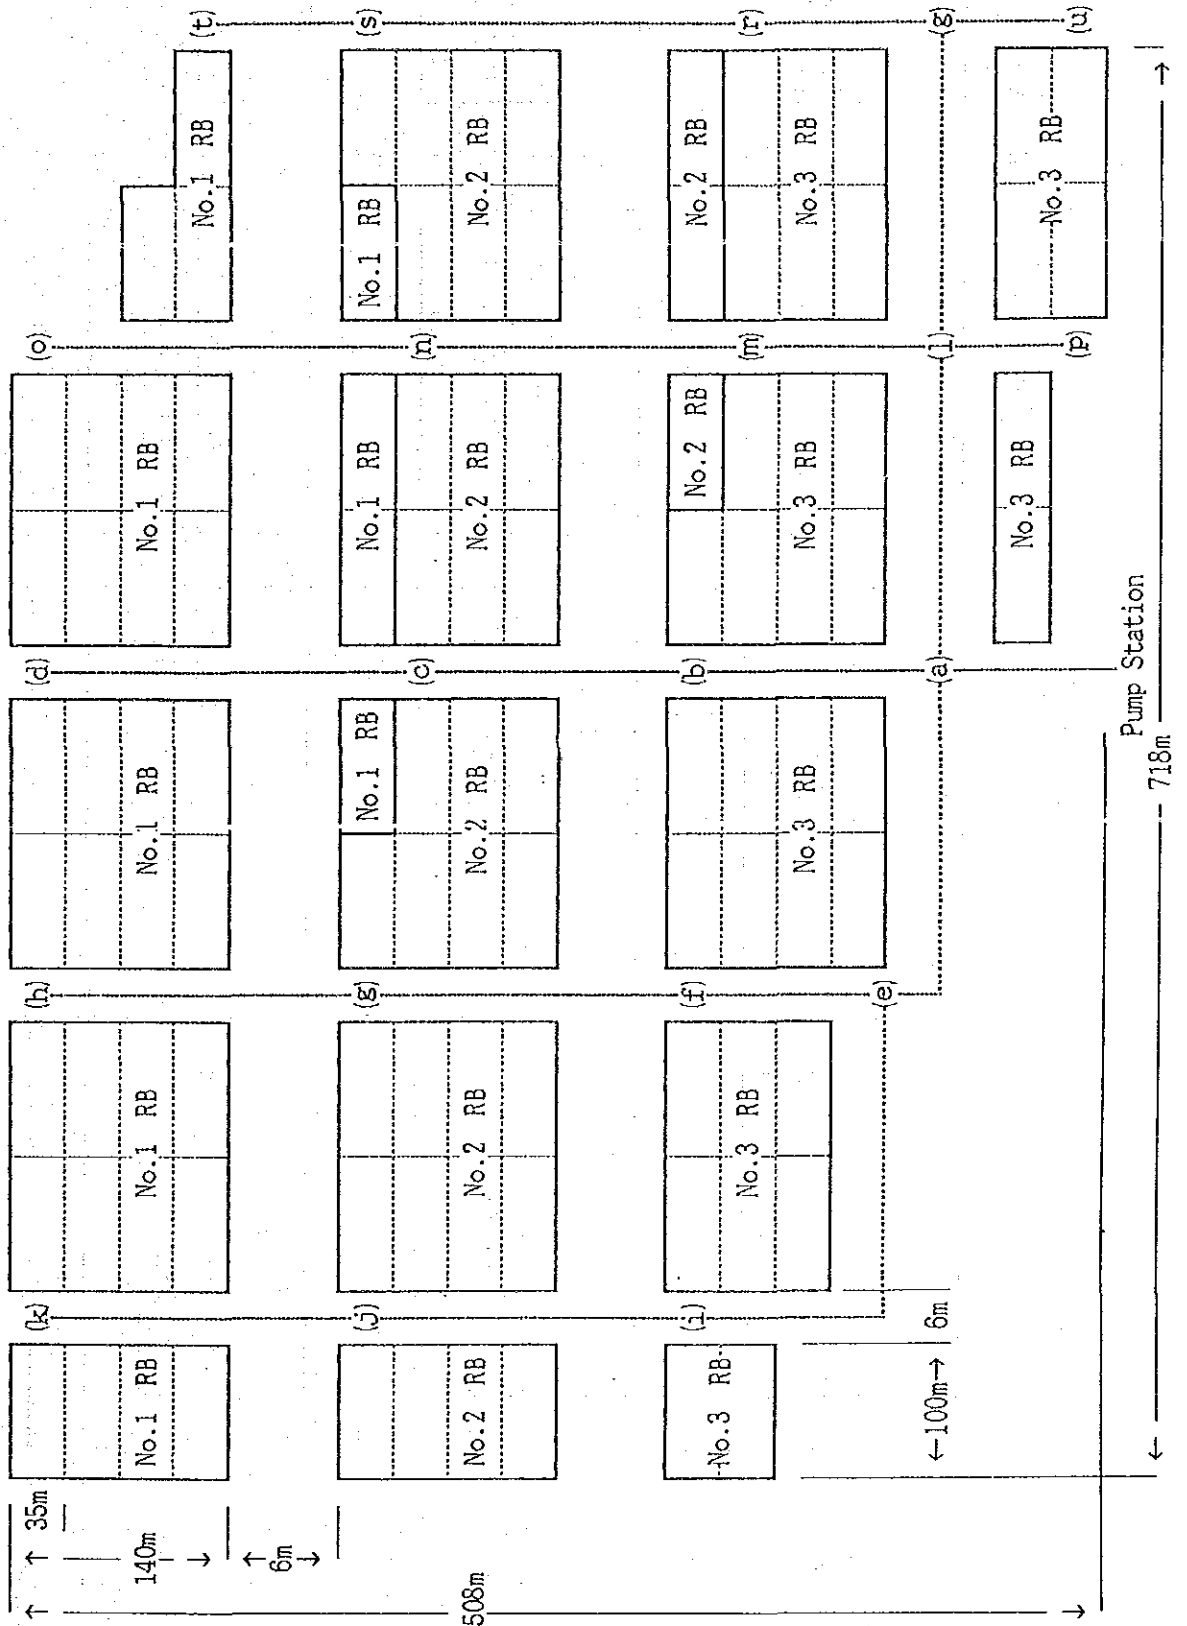 35m
(k)
(h)
(d)
(o)
140m
No.1 RB
No.1 RB
No.1 RB
No.1 RB
No.1 RB
(t)
6m
(j)
(g)
No.1 RB
(c)
No.1 RB
(n)
No.1 RB
(s)
508m
No.2 RB
No.2 RB
No.2 RB
No.2 RB
No.2 RB
(i)
(f)
(b)
No.2 RB
(m)
No.2 RB
(r)
No.3 RB
No.3 RB
No.3 RB
No.3 RB
No.3 RB
(e)
100m
6m
(a)
(l)
(g)
No.3 RB
(p)
No.3 RB
(u)
Pump Station
718m